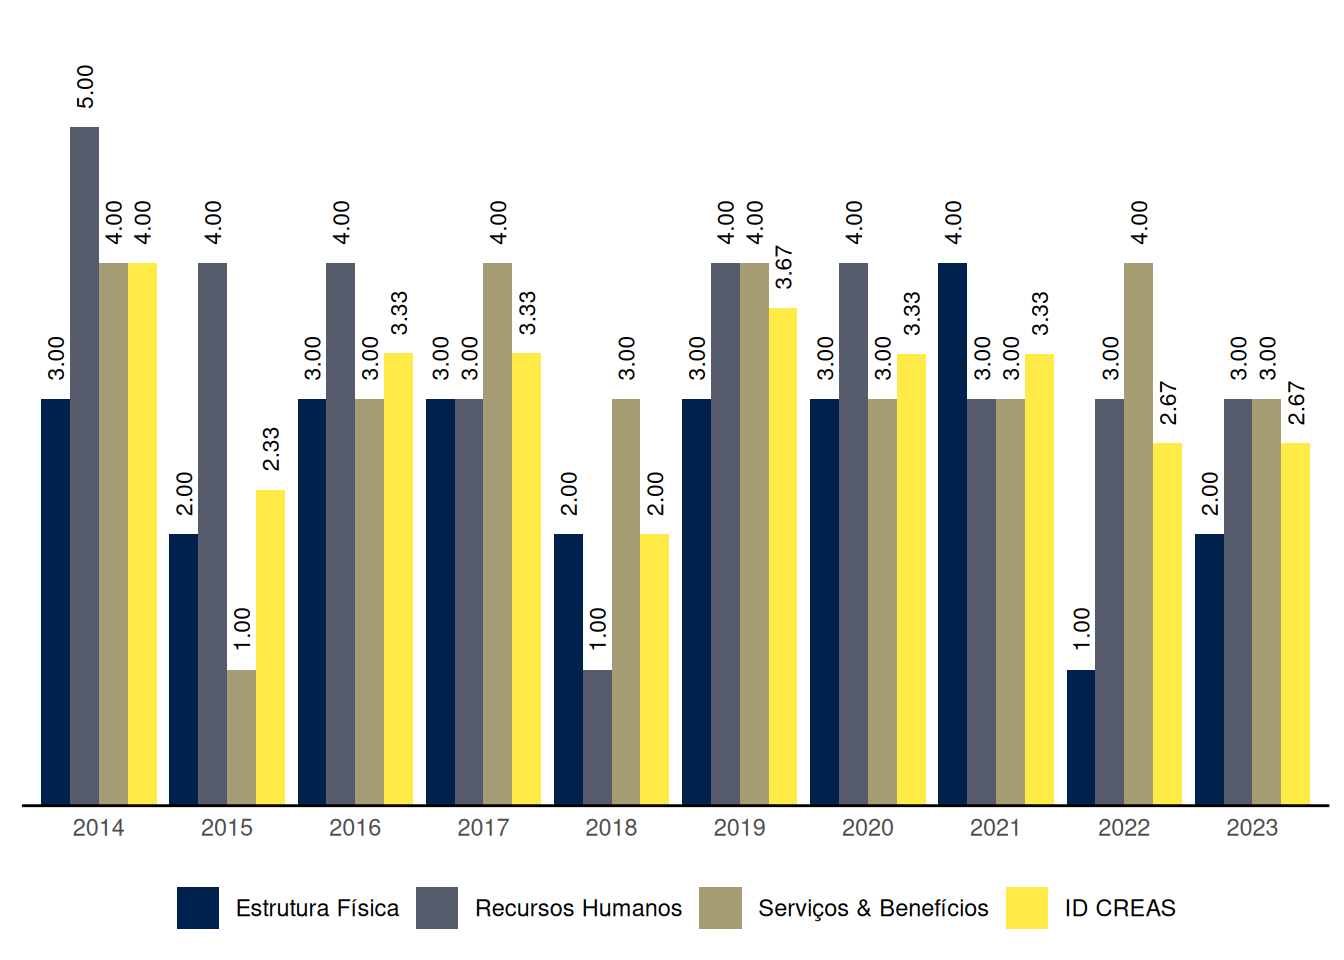 5.00
4.00 4.00 4.00 4.00 4.00 4.00 4.00 4.00 4.00 4.00
3.67
3.33 3.33 3.33 3.33
3.00 3.00 3.00 3.00 3.00 3.00 3.00 3.00 3.00 3.00 3.00 3.00 3.00 3.00
2.67 2.67
2.33
2.00 2.00 2.00 2.00
1.00 1.00 1.00
2014 2015 2016 2017 2018 2019 2020 2021 2022 2023
Estrutura Física Recursos Humanos Serviços & Benefícios ID CREAS